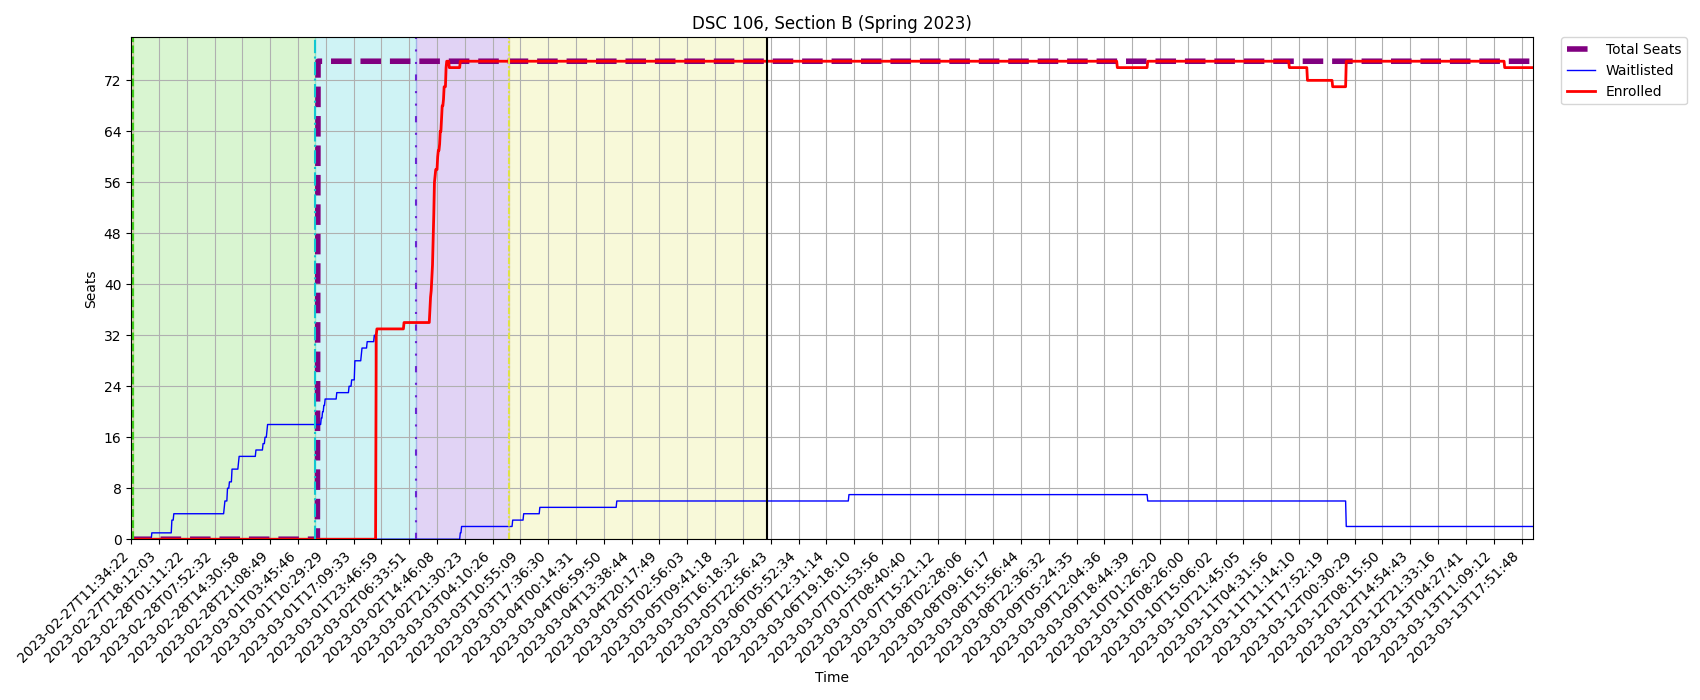 DSC 106, Section B (Spring 2023)
Total Seats
Waitlisted
Enrolled
Seats
72
64
56
48
40
32
24
16
8
0
2023-02-27T11:34:22
2023-02-27T18:12:03
2023-02-28T01:11:22
2023-02-28T07:52:32
2023-02-28T14:30:58
2023-02-28T21:08:49
2023-03-01T03:45:46
2023-03-01T10:29:29
2023-03-01T17:09:33
2023-03-01T23:46:59
2023-03-02T06:33:51
2023-03-02T14:46:08
2023-03-02T21:30:23
2023-03-03T04:10:26
2023-03-03T10:55:09
2023-03-03T17:36:30
2023-03-04T00:14:31
2023-03-04T06:59:50
2023-03-04T13:38:44
2023-03-04T20:17:49
2023-03-05T02:56:03
2023-03-05T09:41:18
2023-03-05T16:18:32
2023-03-05T22:56:43
2023-03-06T05:52:34
2023-03-06T12:31:14
2023-03-06T19:18:10
2023-03-07T01:53:56
2023-03-07T08:40:40
2023-03-07T15:21:12
2023-03-08T02:28:06
2023-03-08T09:16:17
2023-03-08T15:56:44
2023-03-08T22:36:32
2023-03-09T05:24:35
2023-03-09T12:04:36
2023-03-09T18:44:39
2023-03-10T01:26:20
2023-03-10T08:26:00
2023-03-10T15:06:02
2023-03-10T21:45:05
2023-03-11T04:31:56
2023-03-11T11:14:10
2023-03-11T17:52:19
2023-03-12T00:30:29
2023-03-12T08:15:50
2023-03-12T14:54:43
2023-03-12T21:33:16
2023-03-13T04:27:41
2023-03-13T11:09:12
2023-03-13T17:51:48
Time